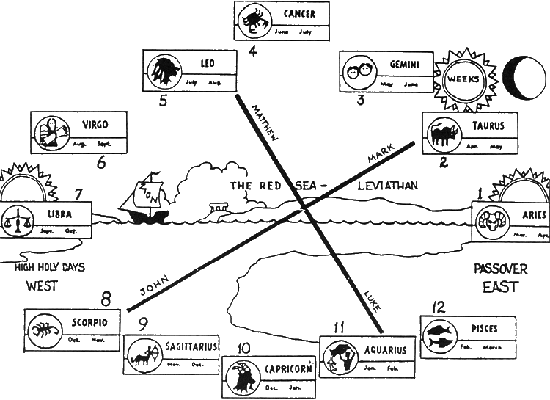 CANCER
June July
4
LEO
July Aug.
5
GEMINI
May June
3
WEEKS
VIRGO
Aug. Sept.
6
TAURUS
Apr. May
2
MATTHEW
MARK
THE RED SEA - LEVIATHAN
ZION
7
LIBRA
Sept. Oct.
1
ARIES
Mar. Apr.
HIGH HOLY DAYS
WEST
PASSOVER
EAST
JOHN
LUKE
8
SCORPIO
Oct. Nov.
9
SAGITTARIUS
Nov. Dec.
10
CAPRICORN
Dec. Jan.
11
AQUARIUS
Jan. Feb.
12
PISCES
Feb. March